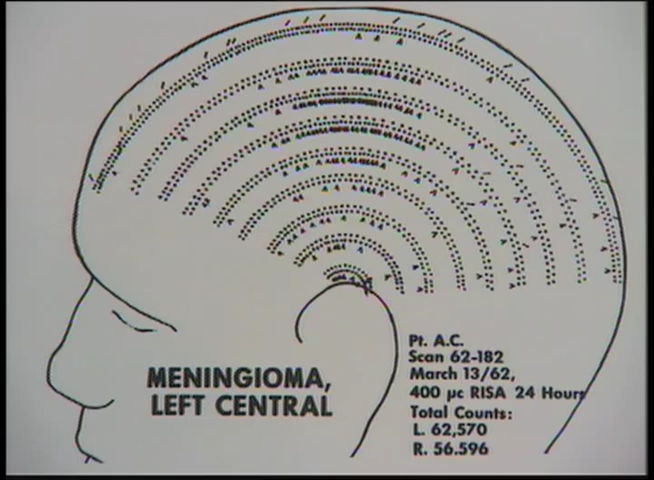 MENINGIOMA,
LEFT CENTRAL
Pt. A.C.
Scan 62-182
March 13/62,
400 µc RISA 24 Hours
Total Counts:
L. 62,570
R. 56.596